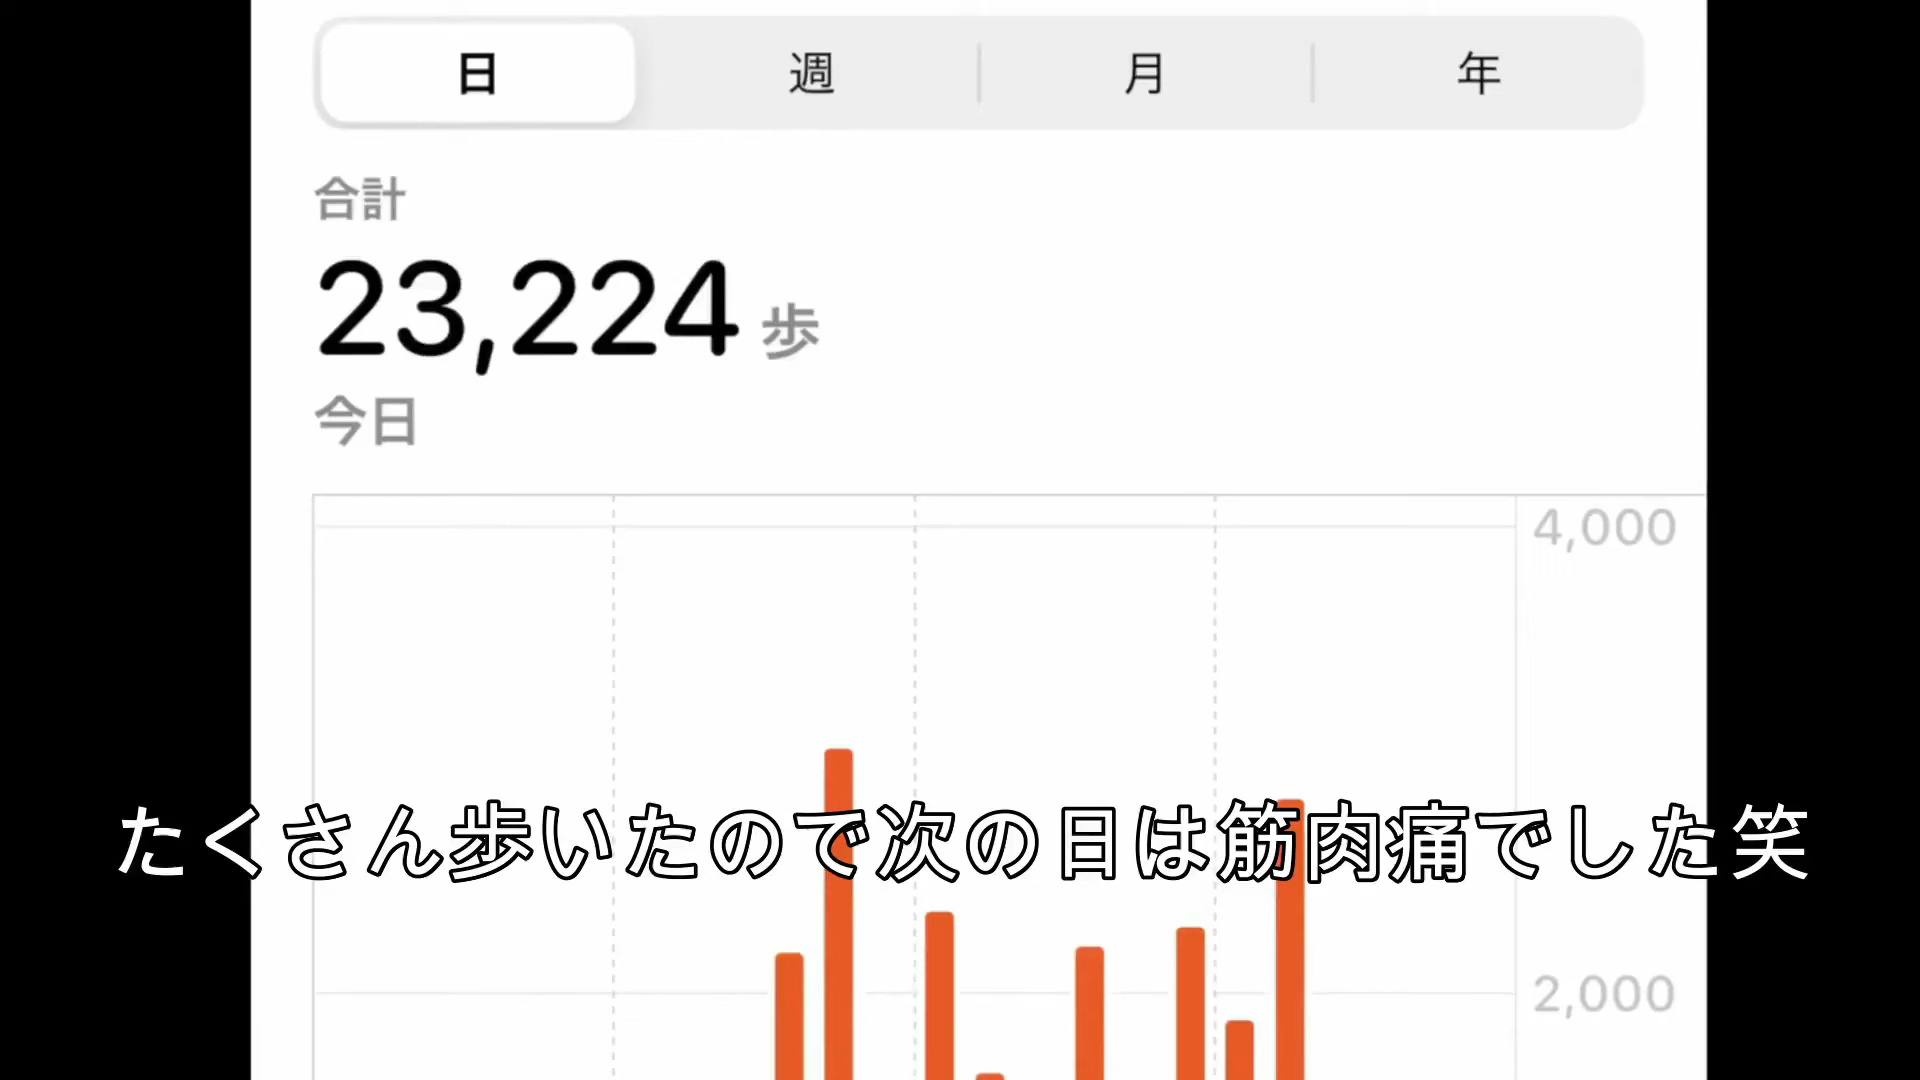 日 週 月 年
合計
23,224 歩
今日
4,000
たくさん歩いたので次の日は筋肉痛でした笑
2,000